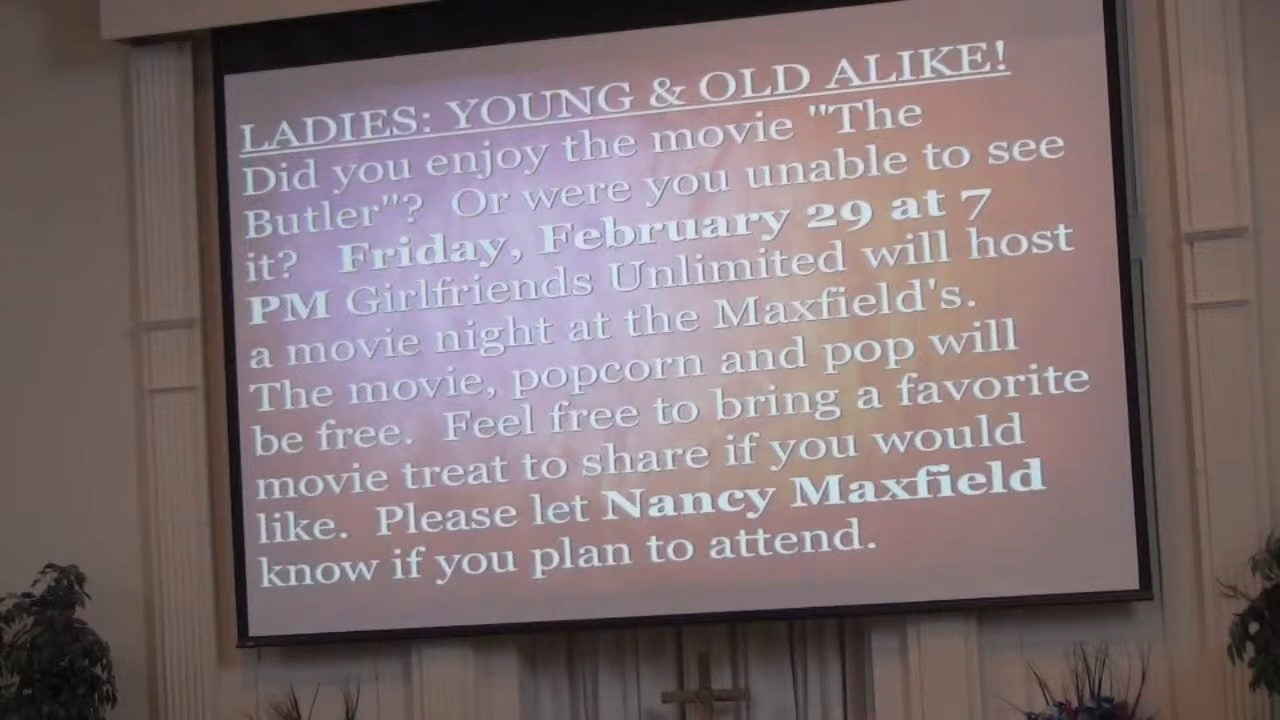 LADIES: YOUNG & OLD ALIKE!
Did you enjoy the movie "The
Butler"? Or were you unable to see
it? Friday, February 29 at 7
PM Girlfriends Unlimited will host
a movie night at the Maxfield's.
The movie, popcorn and pop will
be free. Feel free to bring a favorite
movie treat to share if you would
like. Please let Nancy Maxfield
know if you plan to attend.